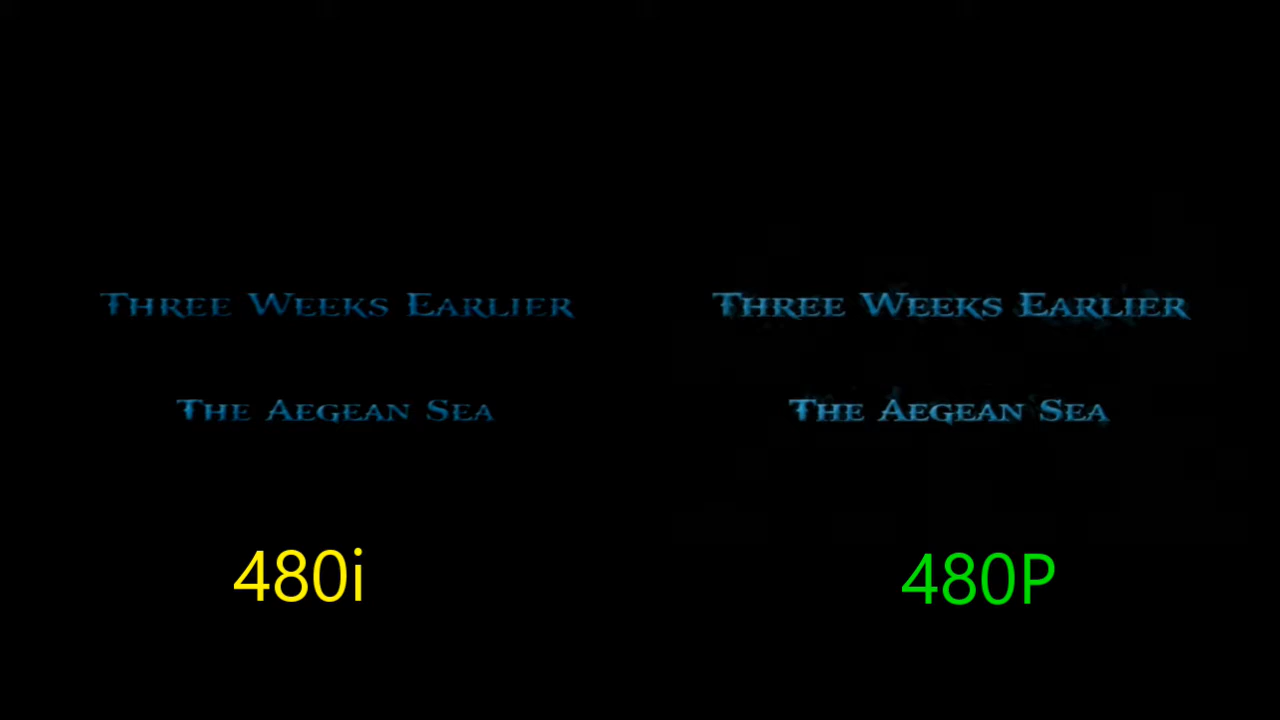 Three Weeks Earlier
The Aegean Sea
480i
Three Weeks Earlier
The Aegean Sea
480P